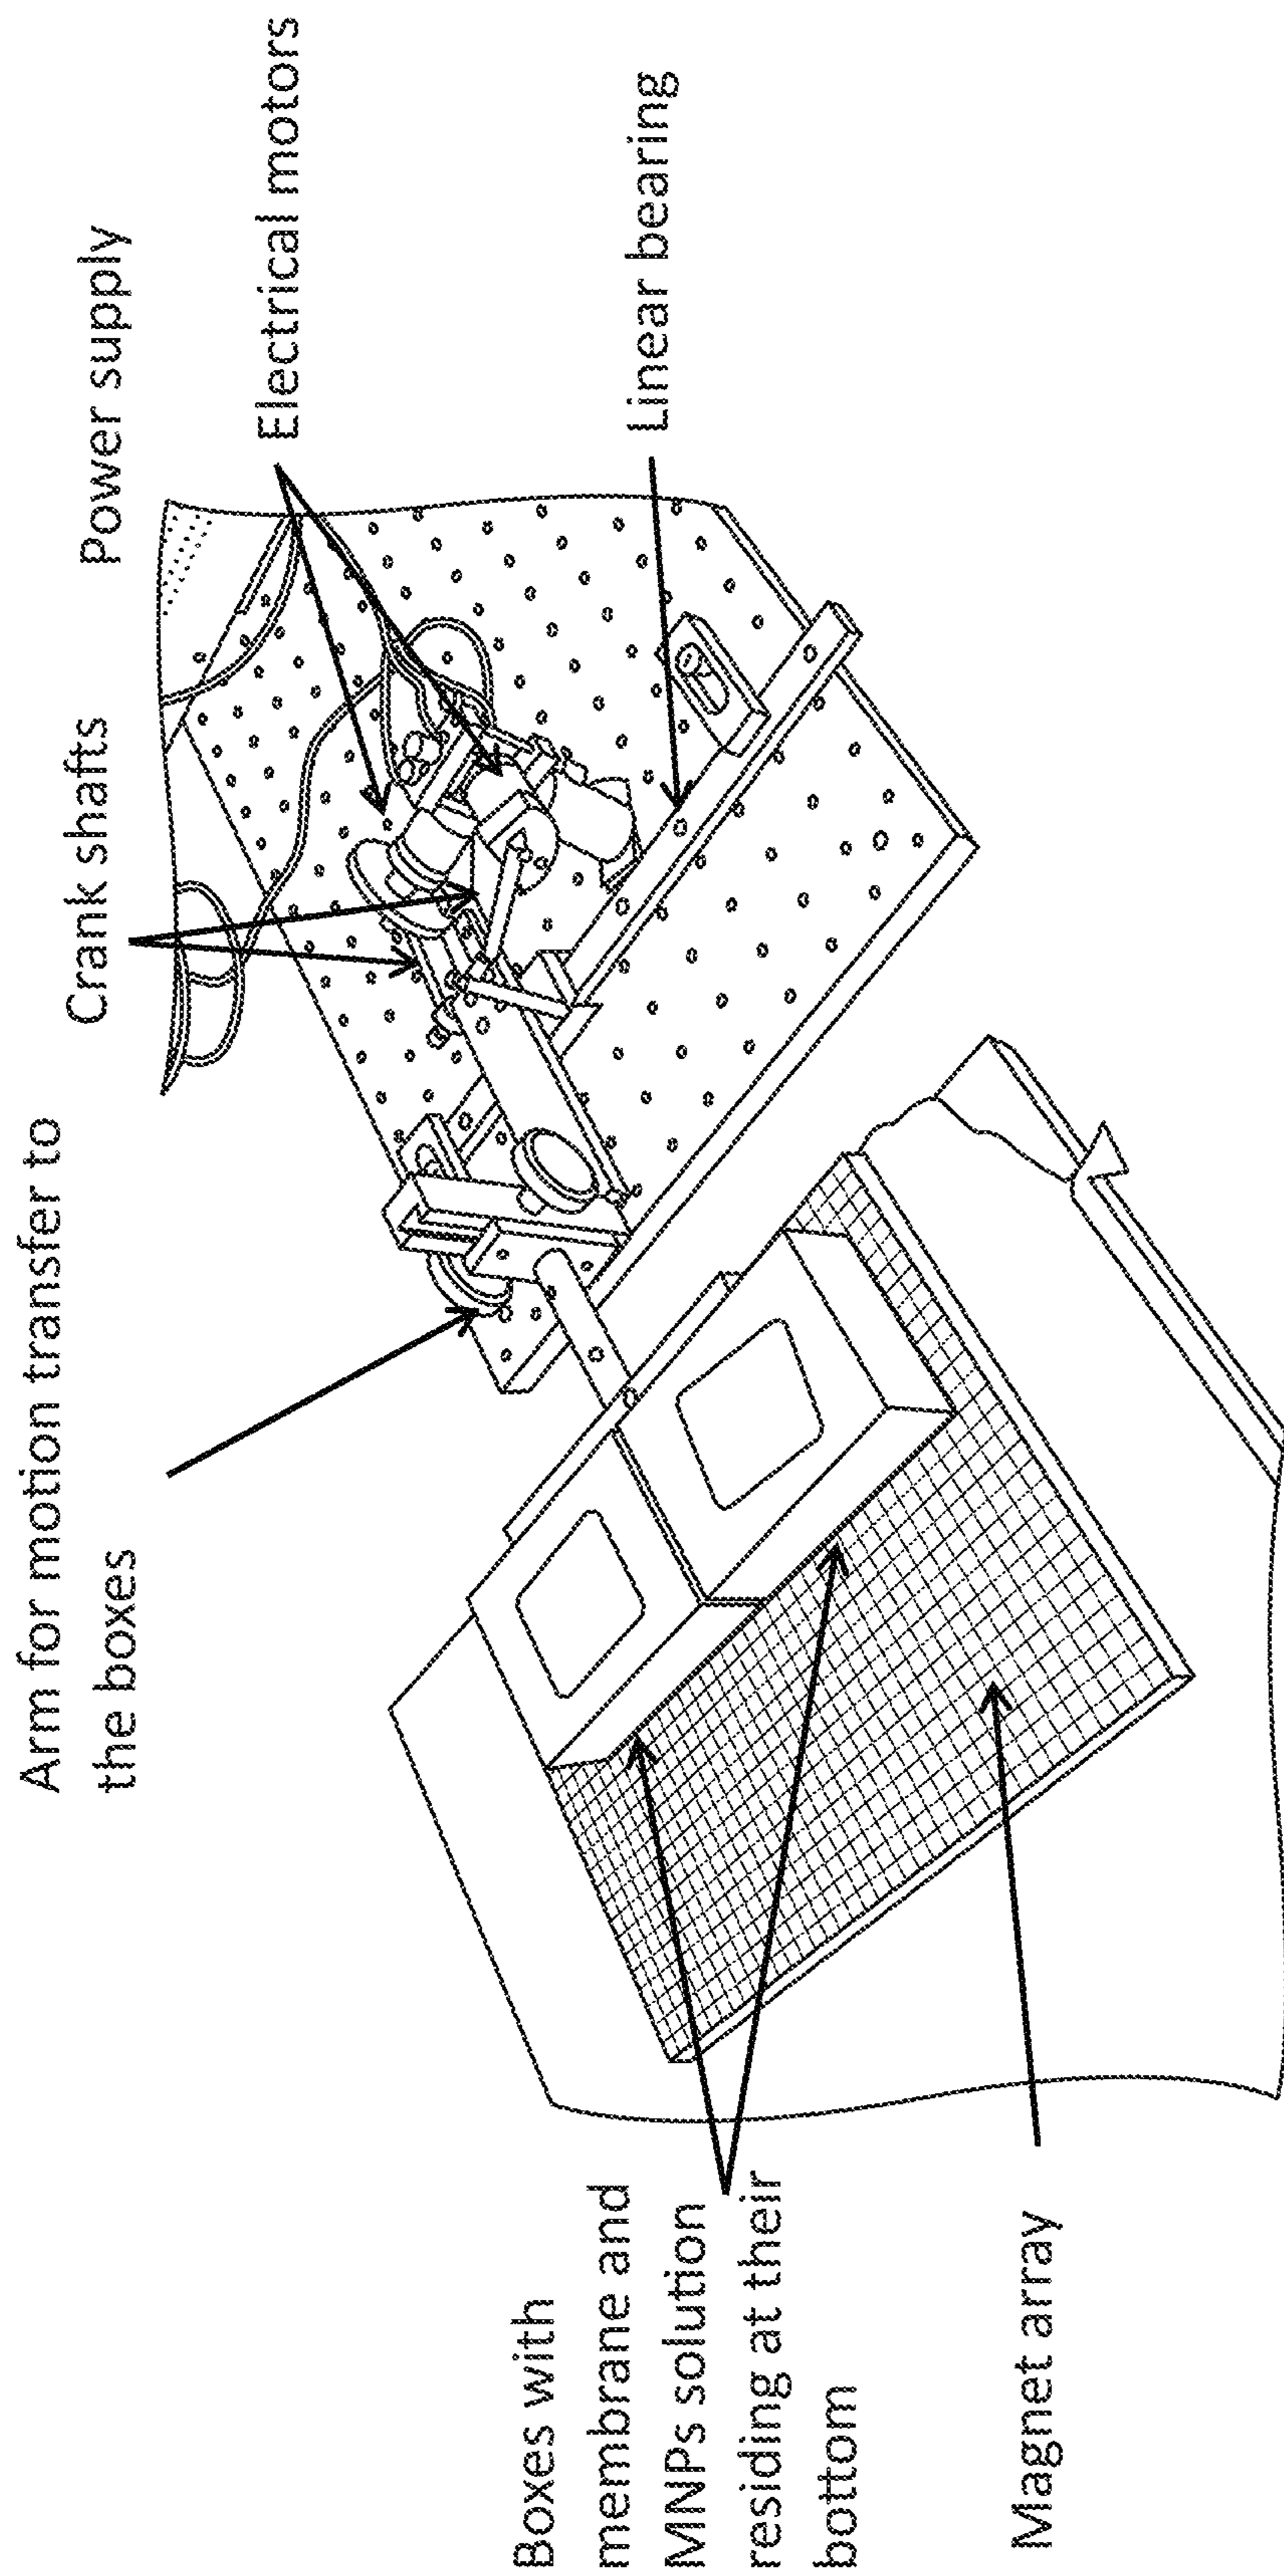 Arm for motion transfer to
the boxes
Crank shafts
Power supply
Electrical motors
Linear bearing
Boxes with
membrane and
MNPs solution
residing at their
bottom
Magnet array